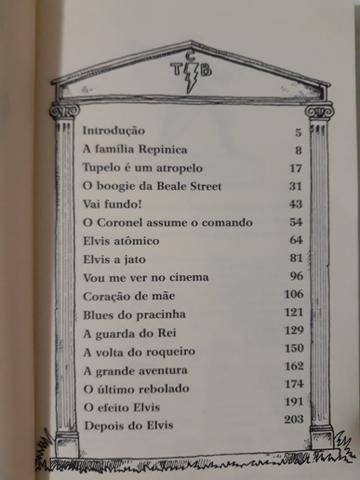 C
T B
Introdução 5
A família Repinica 8
Tupelo é um atropelo 17
O boogie da Beale Street 31
Vai fundo! 43
O Coronel assume o comando 54
Elvis atômico 64
Elvis a jato 81
Vou me ver no cinema 96
Coração de mãe 106
Blues do pracinha 121
A guarda do Rei 129
A volta do roqueiro 150
A grande aventura 162
O último rebolado 174
O efeito Elvis 191
Depois do Elvis 203